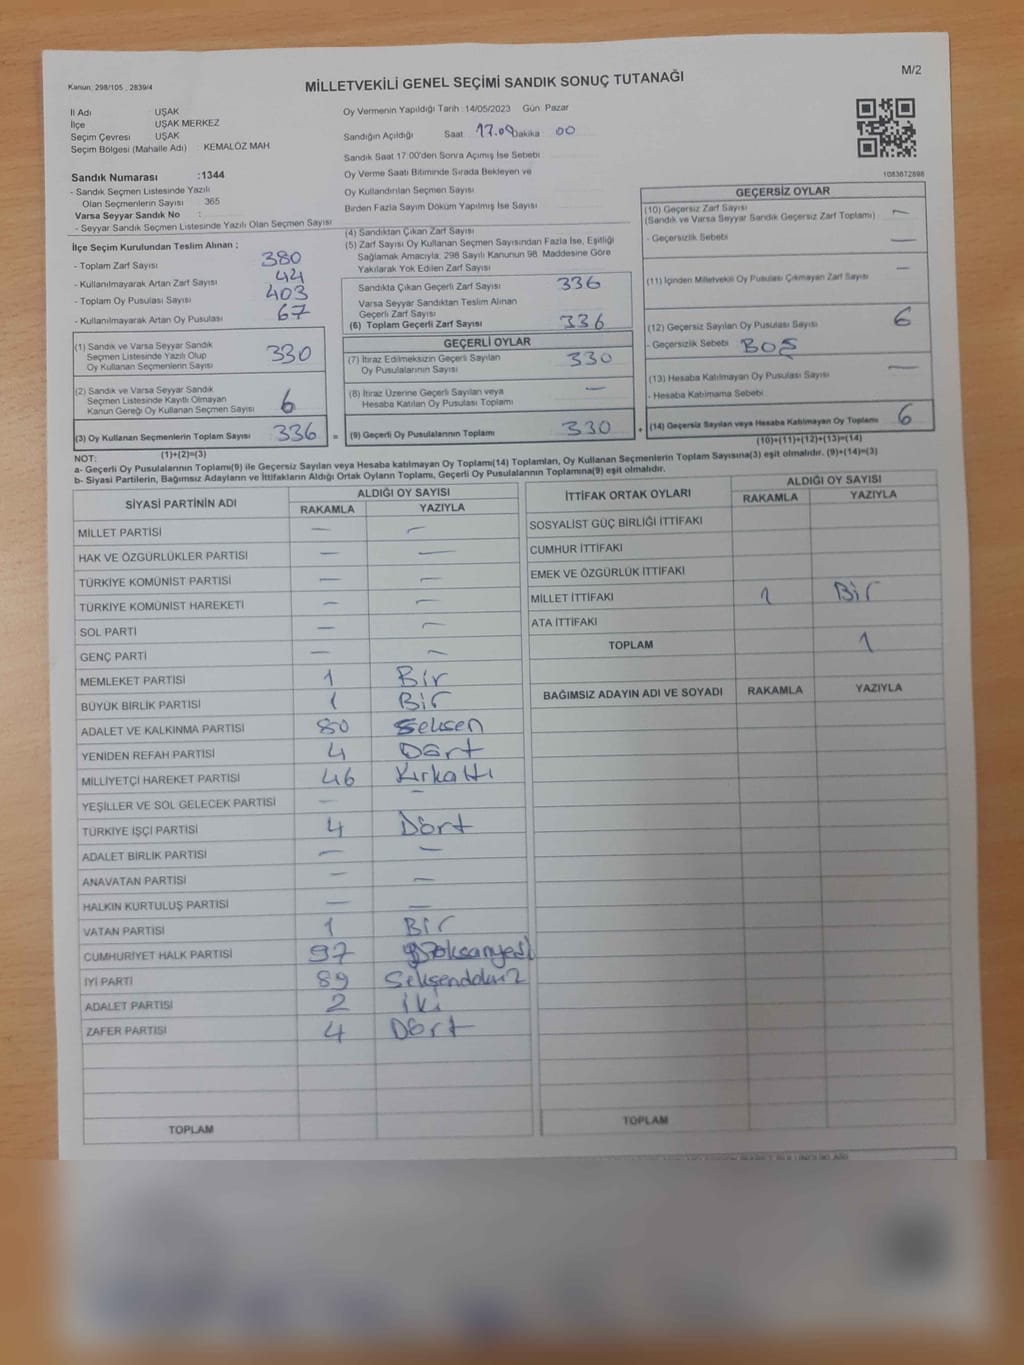 Kanun: 298/105, 2839/4
MİLLETVEKİLİ GENEL SEÇİMİ SANDIK SONUÇ TUTANAĞI
M/2
İl Adı UŞAK
İlçe UŞAK MERKEZ
Seçim Çevresi UŞAK
Seçim Bölgesi (Mahalle Adı) : KEMALÖZ MAH
Sandık Numarası :1344
- Sandık Seçmen Listesinde Yazılı
Olan Seçmenlerin Sayısı : 365
Varsa Seyyar Sandık No :
- Seyyar Sandık Seçmen Listesinde Yazılı Olan Seçmen Sayısı
Oy Vermenin Yapıldığı Tarih 14/05/2023 Gün Pazar
Sandığın Açıldığı Saat 17.00 Dakika 00
Sandık Saat 17:00'den Sonra Açımış İse Sebebi
Oy Verme Saati Bitiminde Sırada Bekleyen ve
Oy Kullandırılan Seçmen Sayısı
Birden Fazla Sayım Döküm Yapılmış İse Sayısı
1083672898
İlçe Seçim Kurulundan Teslim Alınan ;
- Toplam Zarf Sayısı 380
- Kullanılmayarak Artan Zarf Sayısı 44
- Toplam Oy Pusulası Sayısı 403
- Kullanılmayarak Artan Oy Pusulası 67
(1) Sandık ve Varsa Seyyar Sandık
Seçmen Listesinde Yazılı Olup
Oy Kullanan Seçmenlerin Sayısı 330
(2) Sandık ve Varsa Seyyar Sandık
Seçmen Listesinde Kayıtlı Olmayan
Kanun Gereği Oy Kullanan Seçmen Sayısı 6
(3) Oy Kullanan Seçmenlerin Toplam Sayısı 336 =
(1)+(2)=(3)
(4) Sandıktan Çıkan Zarf Sayısı
(5) Zarf Sayısı Oy Kullanan Seçmen Sayısından Fazla İse, Eşitliği
Sağlamak Amacıyla, 298 Sayılı Kanunun 98. Maddesine Göre
Yakılarak Yok Edilen Zarf Sayısı
Sandıkta Çıkan Geçerli Zarf Sayısı 336
Varsa Seyyar Sandıktan Teslim Alınan
Geçerli Zarf Sayısı
(6) Toplam Geçerli Zarf Sayısı 336
GEÇERLİ OYLAR
(7) İtiraz Edilmeksizin Geçerli Sayılan
Oy Pusulalarının Sayısı 330
(8) İtiraz Üzerine Geçerli Sayılan veya
Hesaba Katılan Oy Pusulası Toplamı —
(9) Geçerli Oy Pusulalarının Toplamı 330 +
GEÇERSİZ OYLAR
(10) Geçersiz Zarf Sayısı
(Sandık ve Varsa Seyyar Sandık Geçersiz Zarf Toplamı) —
- Geçersizlik Sebebi —
(11) İçinden Milletvekili Oy Pusulası Çıkmayan Zarf Sayısı —
(12) Geçersiz Sayılan Oy Pusulası Sayısı 6
- Geçersizlik Sebebi BOŞ
(13) Hesaba Katılmayan Oy Pusulası Sayısı —
- Hesaba Katılmama Sebebi
(14) Geçersiz Sayılan veya Hesaba Katılmayan Oy Toplamı 6
(10)+(11)+(12)+(13)=(14)
NOT:
a- Geçerli Oy Pusulalarının Toplamı(9) ile Geçersiz Sayılan veya Hesaba katılmayan Oy Toplamı(14) Toplamları, Oy Kullanan Seçmenlerin Toplam Sayısına(3) eşit olmalıdır. (9)+(14)=(3)
b- Siyasi Partilerin, Bağımsız Adayların ve İttifakların Aldığı Ortak Oyların Toplamı, Geçerli Oy Pusulalarının Toplamına(9) eşit olmalıdır.
SİYASİ PARTİNİN ADI ALDIĞI OY SAYISI
RAKAMLA YAZIYLA
MİLLET PARTİSİ — —
HAK VE ÖZGÜRLÜKLER PARTİSİ — —
TÜRKİYE KOMÜNİST PARTİSİ — —
TÜRKİYE KOMÜNİST HAREKETİ — —
SOL PARTİ — —
GENÇ PARTİ — —
MEMLEKET PARTİSİ 1 Bir
BÜYÜK BİRLİK PARTİSİ 1 Bir
ADALET VE KALKINMA PARTİSİ 80 Seksen
YENİDEN REFAH PARTİSİ 4 Dört
MİLLİYETÇİ HAREKET PARTİSİ 46 Kırkaltı
YEŞİLLER VE SOL GELECEK PARTİSİ — —
TÜRKİYE İŞÇİ PARTİSİ 4 Dört
ADALET BİRLİK PARTİSİ — —
ANAVATAN PARTİSİ — —
HALKIN KURTULUŞ PARTİSİ — —
VATAN PARTİSİ 1 Bir
CUMHURİYET HALK PARTİSİ 97 Doksanyedi
İYİ PARTİ 89 Seksendokuz
ADALET PARTİSİ 2 İki
ZAFER PARTİSİ 4 Dört
TOPLAM
İTTİFAK ORTAK OYLARI ALDIĞI OY SAYISI
RAKAMLA YAZIYLA
SOSYALİST GÜÇ BİRLİĞİ İTTİFAKI
CUMHUR İTTİFAKI
EMEK VE ÖZGÜRLÜK İTTİFAKI
MİLLET İTTİFAKI 1 Bir
ATA İTTİFAKI
TOPLAM 1
BAĞIMSIZ ADAYIN ADI VE SOYADI RAKAMLA YAZIYLA
TOPLAM